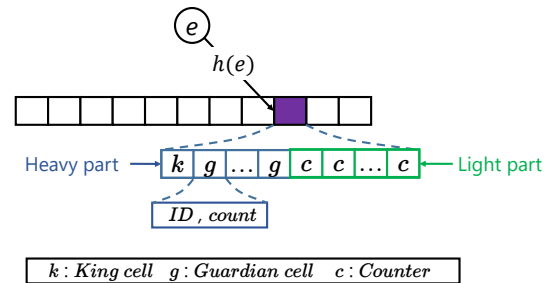 e
h(e)
Heavy part
k g ... g c c ... c
Light part
ID , count
k : King cell g : Guardian cell c : Counter